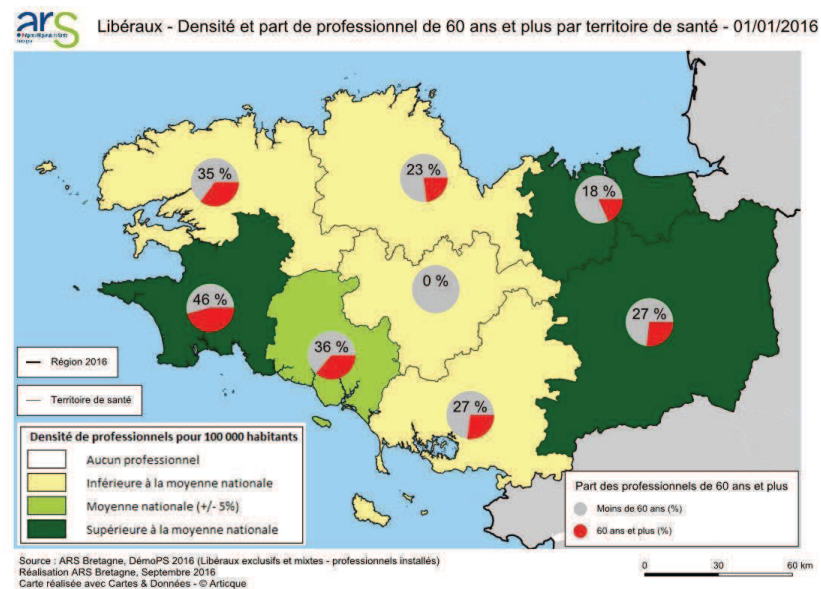 ars
Libéraux - Densité et part de professionnel de 60 ans et plus par territoire de santé - 01/01/2016
35 %
23 %
18 %
0 %
46 %
27 %
36 %
27 %
Région 2016
Territoire de santé
Densité de professionnels pour 100 000 habitants
Aucun professionnel
Inférieure à la moyenne nationale
Moyenne nationale (+/- 5%)
Supérieure à la moyenne nationale
Part des professionnels de 60 ans et plus
Moins de 60 ans (%)
60 ans et plus (%)
Source : ARS Bretagne, DémoPS 2016 (Libéraux exclusifs et mixtes - professionnels installés)
Réalisation ARS Bretagne, Septembre 2016
Carte réalisée avec Cartes & Données - © Articque
0 30 60 km